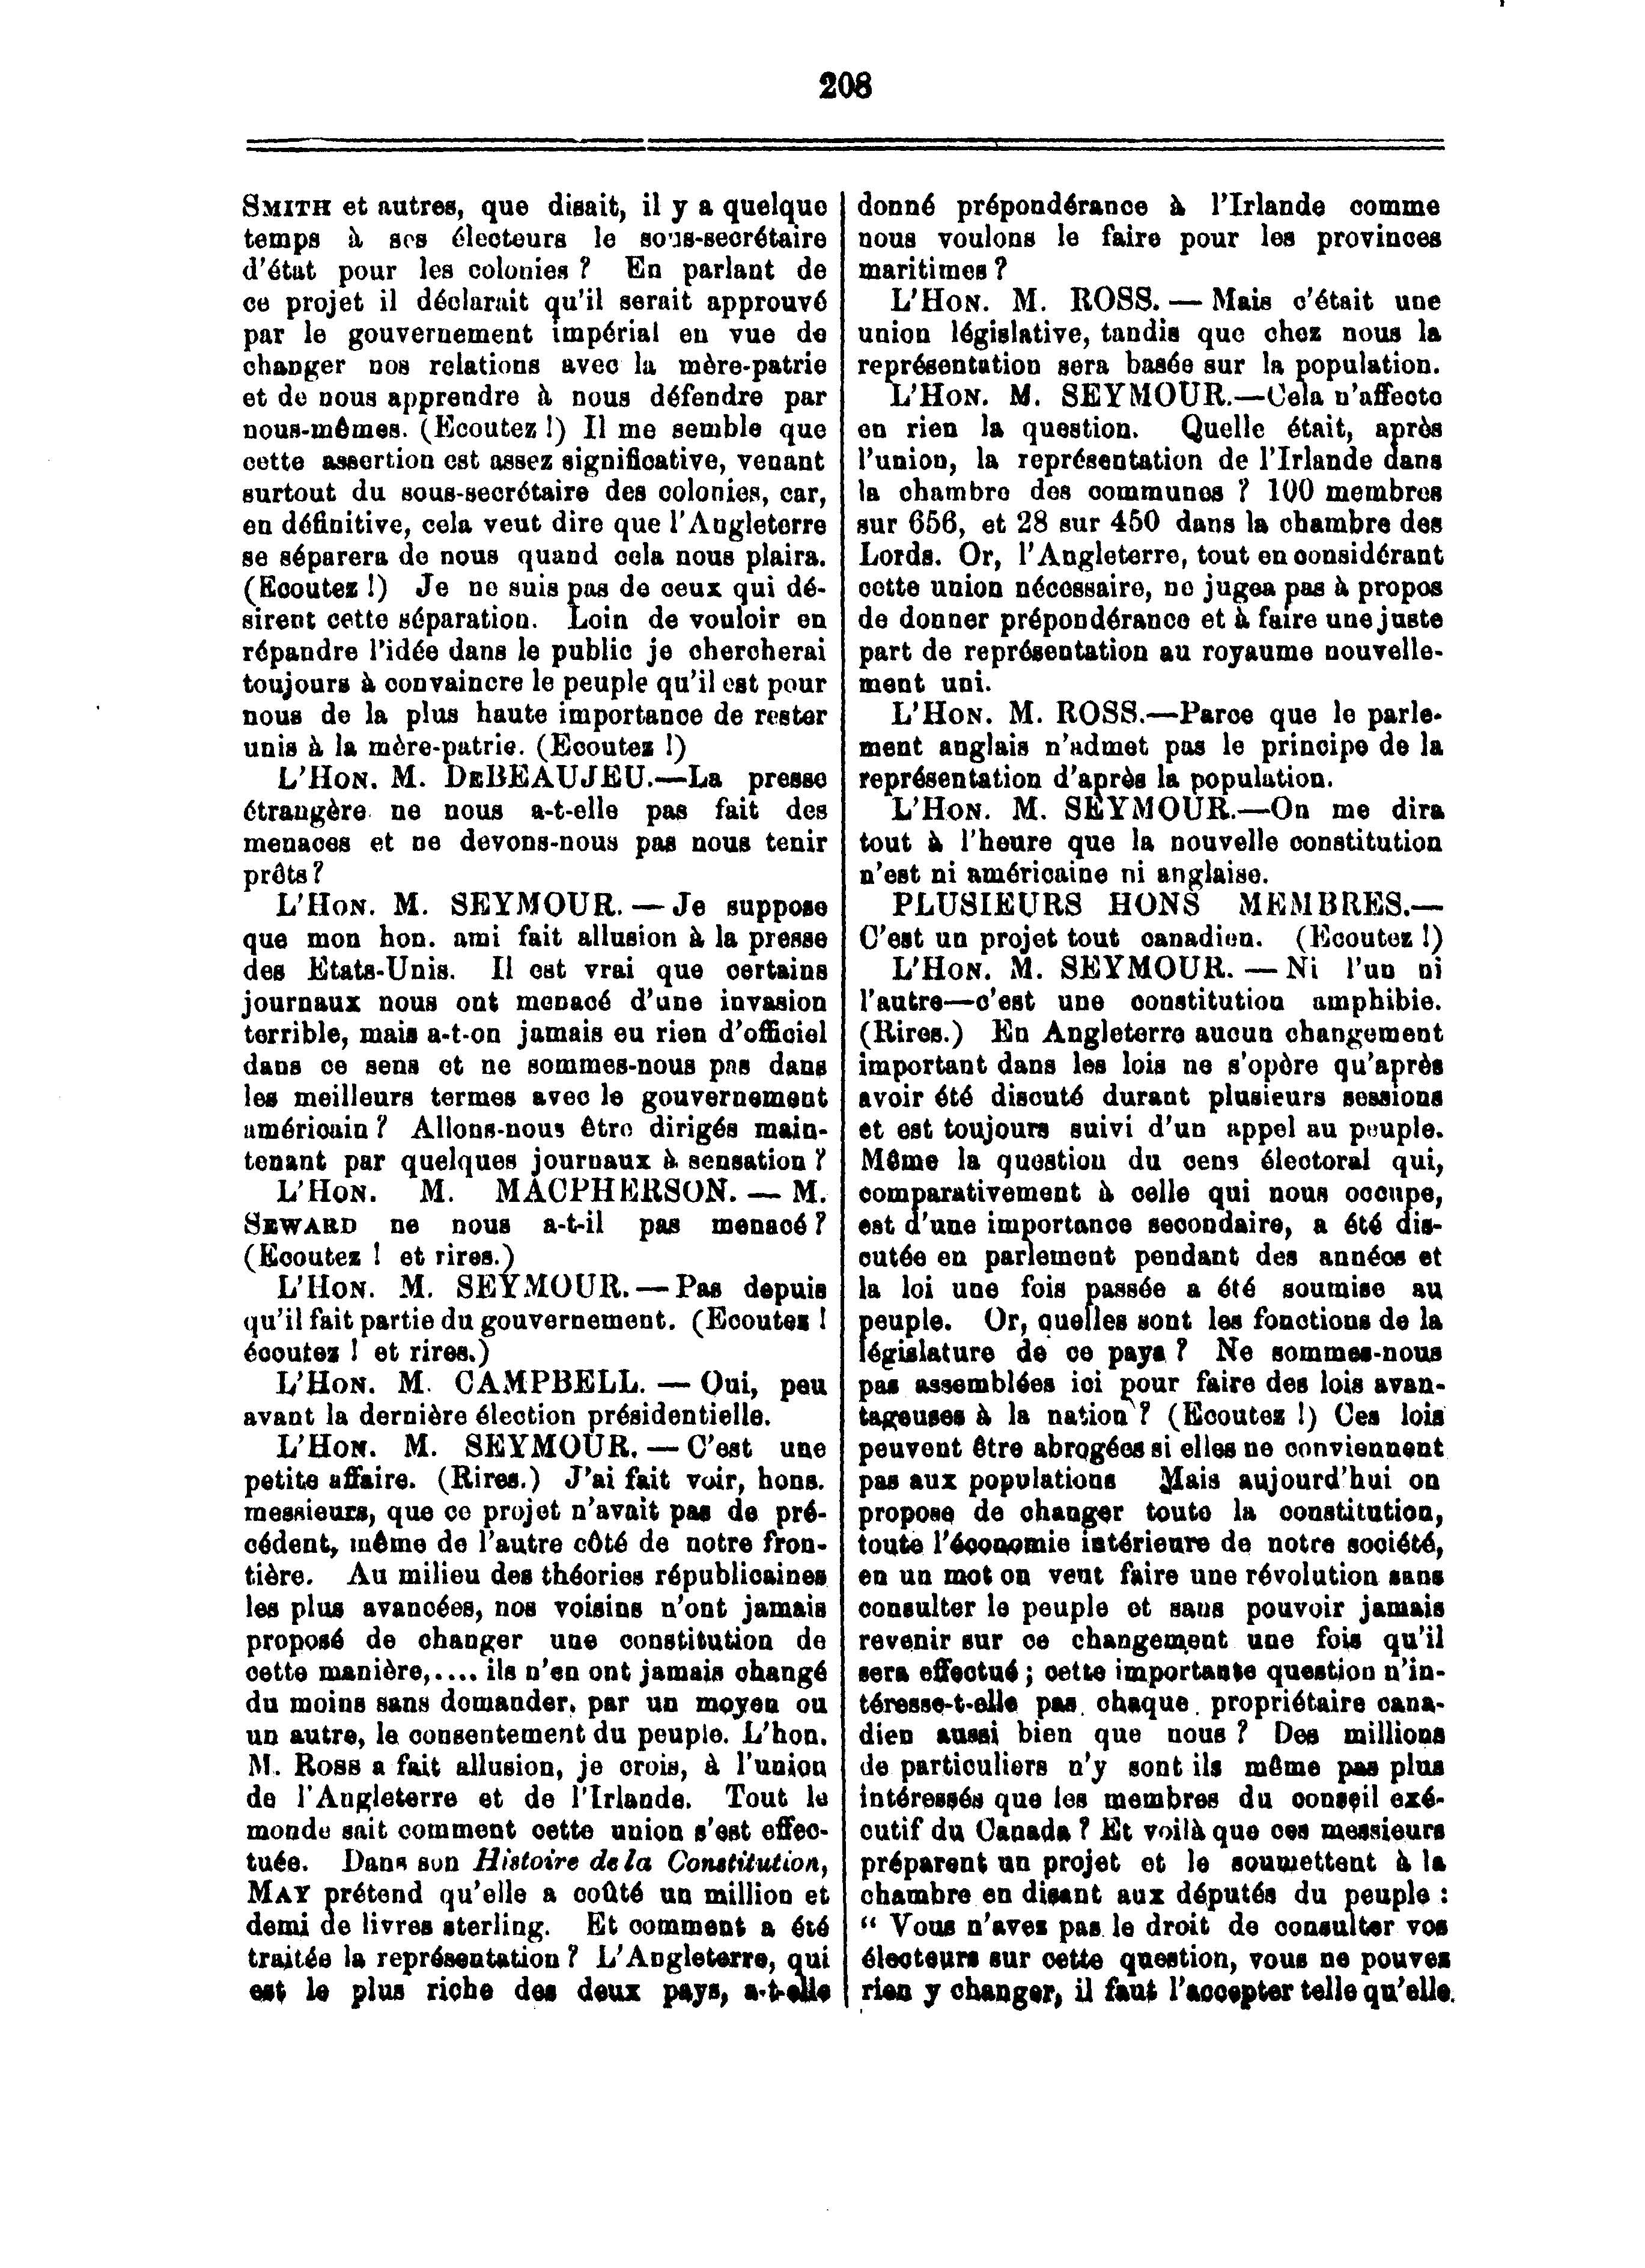 208
SMITH et autres, que disait, il y a quelque
temps à ses électeurs le sous-secrétaire
d'état pour les colonies ? En parlant de
ce projet il déclarait qu'il serait approuvé
par le gouvernement impérial en vue de
changer nos relations avec la mère-patrie
et de nous apprendre à nous défendre par
nous-mêmes. (Ecoutez !) Il me semble que
cette assertion est assez significative, venant
surtout du sous-secrétaire des colonies, car,
en définitive, cela veut dire que l'Angleterre
se séparera de nous quand cela nous plaira.
(Ecoutez !) Je ne suis pas de ceux qui dé-
sirent cette séparation. Loin de vouloir en
répandre l'idée dans le public je chercherai
toujours à convaincre le peuple qu'il est pour
nous de la plus haute importance de rester
unis à la mère-patrie. (Ecoutez !)
L'HON. M. DEBEAUJEU.—La presse
étrangère ne nous a-t-elle pas fait des
menaces et ne devons-nous pas nous tenir
prêts ?
L'HON. M. SEYMOUR. — Je suppose
que mon hon. ami fait allusion à la presse
des Etats-Unis. Il est vrai que certains
journaux nous ont menacé d'une invasion
terrible, mais a-t-on jamais eu rien d'officiel
dans ce sens et ne sommes-nous pas dans
les meilleurs termes avec le gouvernement
américain ? Allons-nous être dirigés main-
tenant par quelques journaux à sensation ?
L'HON. M. MACPHERSON. — M.
SEWARD ne nous a-t-il pas menacé ?
(Ecoutez ! et rires.)
L'HON. M. SEYMOUR. — Pas depuis
qu'il fait partie du gouvernement. (Ecoutez !
écoutez ! et rires.)
L'HON. M. CAMPBELL. — Oui, peu
avant la dernière élection présidentielle.
L'HON. M. SEYMOUR. — C'est une
petite affaire. (Rires.) J'ai fait voir, hons.
messieurs, que ce projet n'avait pas de pré-
cédent, même de l'autre côté de notre fron-
tière. Au milieu des théories républicaines
les plus avancées, nos voisins n'ont jamais
proposé de changer une constitution de
cette manière,.... ils n'en ont jamais changé
du moins sans demander, par un moyen ou
un autre, le consentement du peuple. L'hon.
M. ROSS a fait allusion, je crois, à l'union
de l'Angleterre et de l'Irlande. Tout le
monde sait comment cette union s'est effec-
tuée. Dans son Histoire de la Constitution,
MAY prétend qu'elle a coûté un million et
demi de livres sterling. Et comment a été
traitée la représentation ? L'Angleterre, qui
est le plus riche des deux pays, a-t-elle
donné prépondérance à l'Irlande comme
nous voulons le faire pour les provinces
maritimes ?
L'HON. M. ROSS. — Mais c'était une
union législative, tandis que chez nous la
représentation sera basée sur la population.
L'HON. M. SEYMOUR.—Cela n'affecte
en rien la question. Quelle était, après
l'union, la représentation de l'Irlande dans
la chambre des communes ? 100 membres
sur 656, et 28 sur 450 dans la chambre des
Lords. Or, l'Angleterre, tout en considérant
cette union nécessaire, ne jugea pas à propos
de donner prépondérance et à faire une juste
part de représentation au royaume nouvelle-
ment uni.
L'HON. M. ROSS.—Parce que le parle-
ment anglais n'admet pas le principe de la
représentation d'après la population.
L'HON. M. SEYMOUR.—On me dira
tout à l'heure que la nouvelle constitution
n'est ni américaine ni anglaise.
PLUSIEURS HONS MEMBRES.—
C'est un projet tout canadien. (Ecoutez !)
L'HON. M. SEYMOUR. — Ni l'un ni
l'autre—c'est une constitution amphibie.
(Rires.) En Angleterre aucun changement
important dans les lois ne s'opère qu'après
avoir été discuté durant plusieurs sessions
et est toujours suivi d'un appel au peuple.
Même la question du cens électoral qui,
comparativement à celle qui nous occupe,
est d'une importance secondaire, a été dis-
cutée en parlement pendant des années et
la loi une fois passée a été soumise au
peuple. Or, quelles sont les fonctions de la
législature de ce pays ? Ne sommes-nous
pas assemblées ici pour faire des lois avan-
tageuses à la nation ? (Ecoutez !) Ces lois
peuvent être abrogées si elles ne conviennent
pas aux populations Mais aujourd'hui on
propose de changer toute la constitution,
toute l'économie intérieure de notre société,
en un mot on veut faire une révolution sans
consulter le peuple et sans pouvoir jamais
revenir sur ce changement une fois qu'il
sera effectué ; cette importante question n'in-
téresse-t-elle pas chaque propriétaire cana-
dien aussi bien que nous ? Des millions
de particuliers n'y sont ils même pas plus
intéressés que les membres du conseil exé-
cutif du Canada ? Et voilà que ces messieurs
préparent un projet et le soumettent à la
chambre en disant aux députés du peuple :
“ Vous n'avez pas le droit de consulter vos
électeurs sur cette question, vous ne pouvez
rien y changer, il faut l'accepter telle qu'elle.